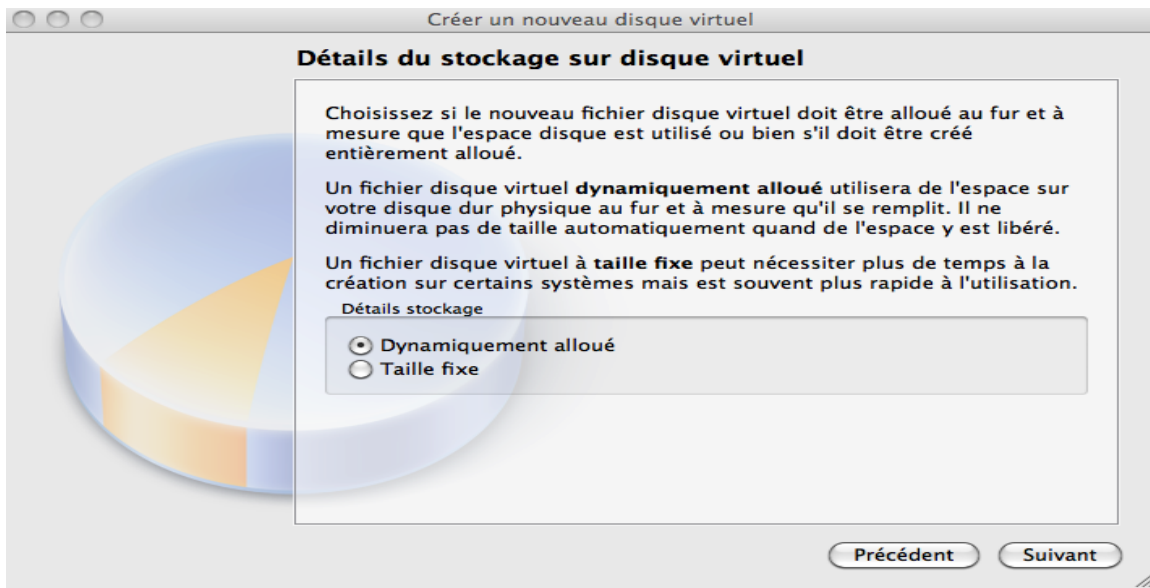 Créer un nouveau disque virtuel
Détails du stockage sur disque virtuel
Choisissez si le nouveau fichier disque virtuel doit être alloué au fur et à
mesure que l'espace disque est utilisé ou bien s'il doit être créé
entièrement alloué.
Un fichier disque virtuel dynamiquement alloué utilisera de l'espace sur
votre disque dur physique au fur et à mesure qu'il se remplit. Il ne
diminuera pas de taille automatiquement quand de l'espace y est libéré.
Un fichier disque virtuel à taille fixe peut nécessiter plus de temps à la
création sur certains systèmes mais est souvent plus rapide à l'utilisation.
Détails stockage
Dynamiquement alloué
Taille fixe
Précédent
Suivant